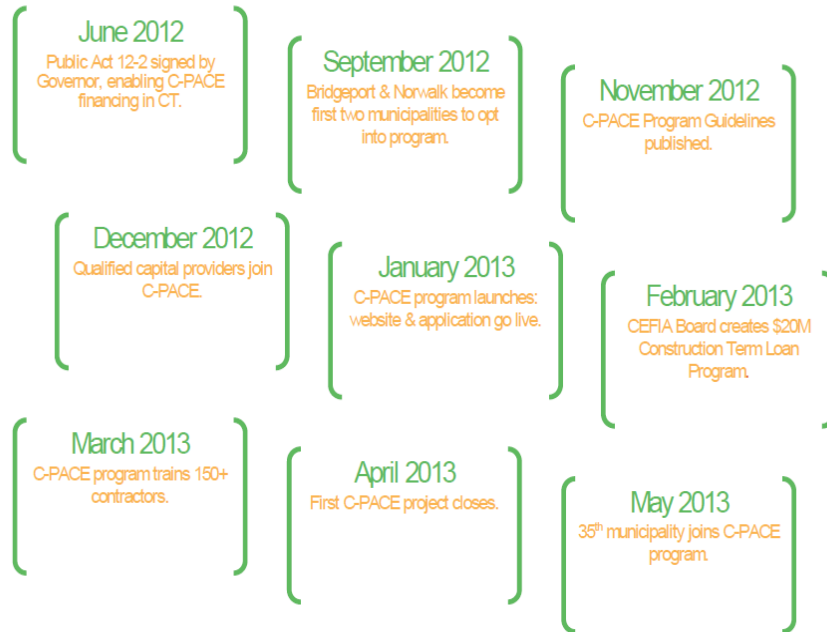 June 2012
Public Act 12-2 signed by
Governor, enabling C-PACE
financing in CT.
September 2012
Bridgeport & Norwalk become
first two municipalities to opt
into program.
November 2012
C-PACE Program Guidelines
published.
December 2012
Qualified capital providers join
C-PACE.
January 2013
C-PACE program launches:
website & application go live.
February 2013
CEFIA Board creates $20M
Construction Term Loan
Program.
March 2013
C-PACE program trains 150+
contractors.
April 2013
First C-PACE project closes.
May 2013
35th municipality joins C-PACE
program.